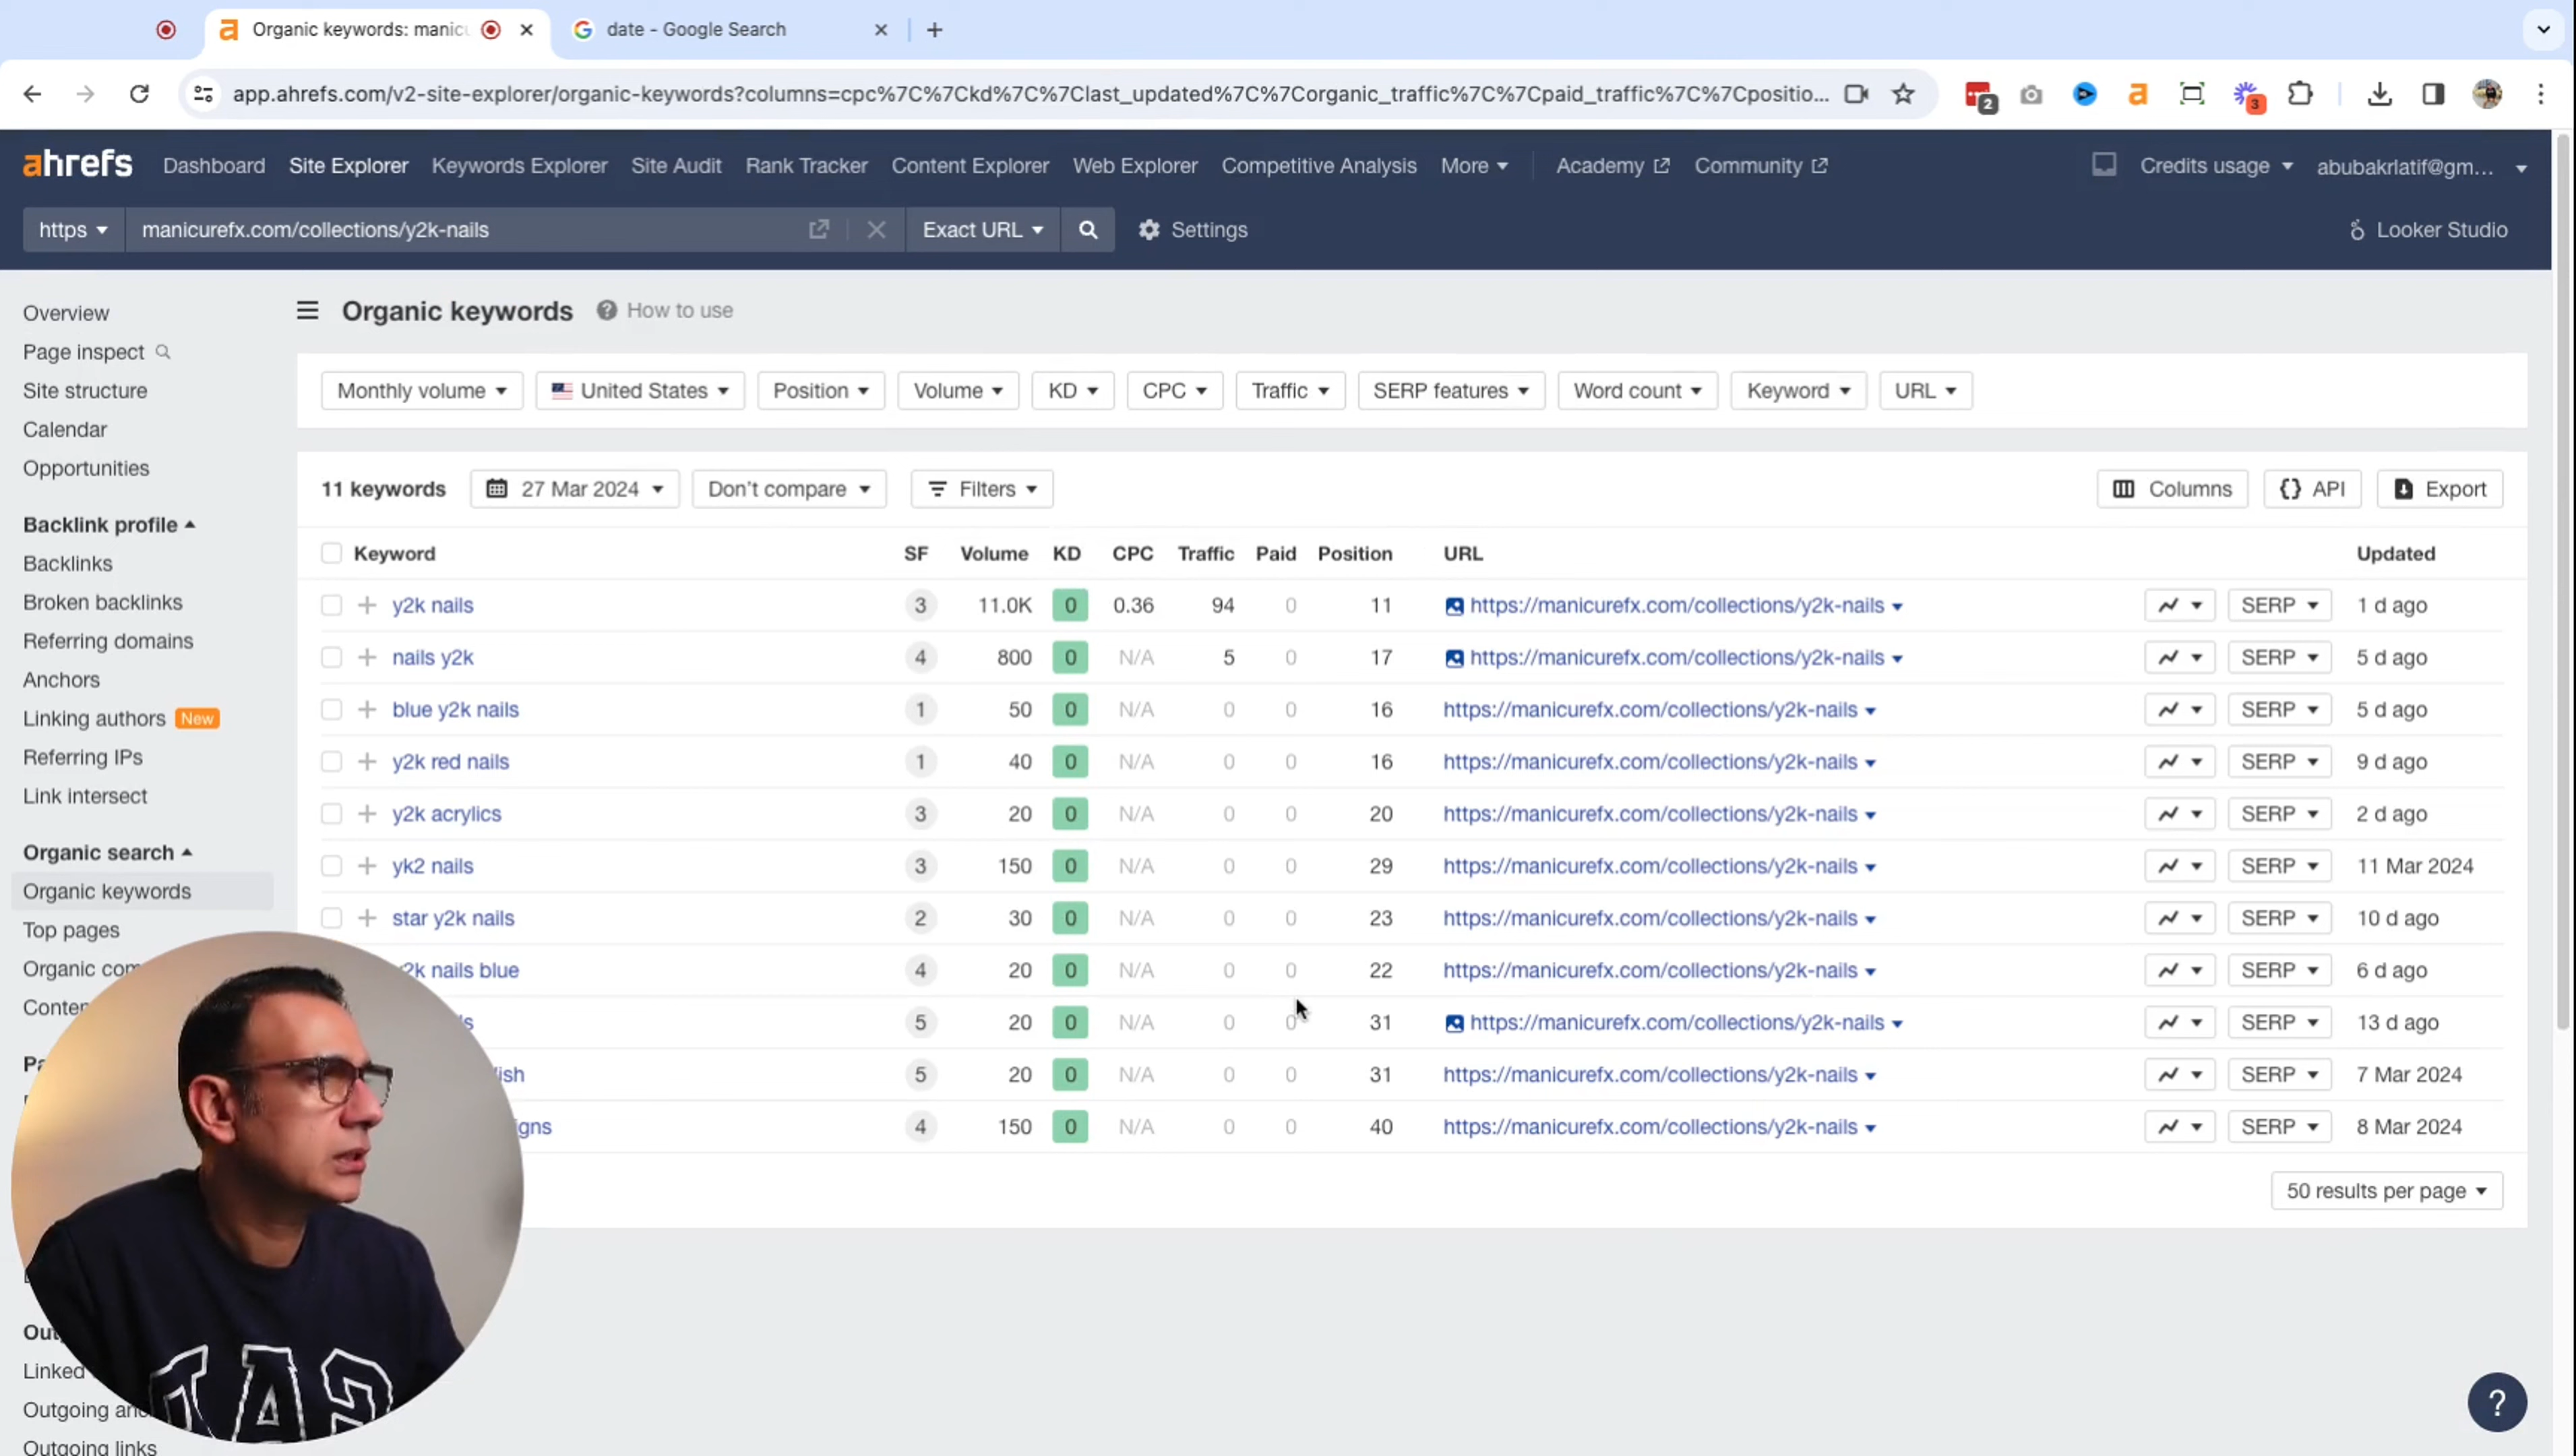 Organic keywords: manic
date - Google Search
app.ahrefs.com/v2-site-explorer/organic-keywords?columns=cpc%7C%7Ckd%7C%7Clast_updated%7C%7Corganic_traffic%7C%7Cpaid_traffic%7C%7Cpositio...
2
3
ahrefs Dashboard Site Explorer Keywords Explorer Site Audit Rank Tracker Content Explorer Web Explorer Competitive Analysis More Academy Community Credits usage abubakrlatif@gm...
https manicurefx.com/collections/y2k-nails Exact URL Settings Looker Studio
Organic keywords How to use
Overview
Page inspect
Site structure
Calendar
Opportunities
Backlink profile
Backlinks
Broken backlinks
Referring domains
Anchors
Linking authors New
Referring IPs
Link intersect
Organic search
Organic keywords
Top pages
Organic com
Conten
Pa
Linked
Outgoing anc
Outgoing links
Monthly volume United States Position Volume KD CPC Traffic SERP features Word count Keyword URL
11 keywords 27 Mar 2024 Don't compare Filters Columns API Export
Keyword SF Volume KD CPC Traffic Paid Position URL Updated
y2k nails 3 11.0K 0 0.36 94 0 11 https://manicurefx.com/collections/y2k-nails SERP 1 d ago
nails y2k 4 800 0 N/A 5 0 17 https://manicurefx.com/collections/y2k-nails SERP 5 d ago
blue y2k nails 1 50 0 N/A 0 0 16 https://manicurefx.com/collections/y2k-nails SERP 5 d ago
y2k red nails 1 40 0 N/A 0 0 16 https://manicurefx.com/collections/y2k-nails SERP 9 d ago
y2k acrylics 3 20 0 N/A 0 0 20 https://manicurefx.com/collections/y2k-nails SERP 2 d ago
yk2 nails 3 150 0 N/A 0 0 29 https://manicurefx.com/collections/y2k-nails SERP 11 Mar 2024
star y2k nails 2 30 0 N/A 0 0 23 https://manicurefx.com/collections/y2k-nails SERP 10 d ago
2k nails blue 4 20 0 N/A 0 0 22 https://manicurefx.com/collections/y2k-nails SERP 6 d ago
ls 5 20 0 N/A 0 0 31 https://manicurefx.com/collections/y2k-nails SERP 13 d ago
ish 5 20 0 N/A 0 0 31 https://manicurefx.com/collections/y2k-nails SERP 7 Mar 2024
igns 4 150 0 N/A 0 0 40 https://manicurefx.com/collections/y2k-nails SERP 8 Mar 2024
50 results per page
?